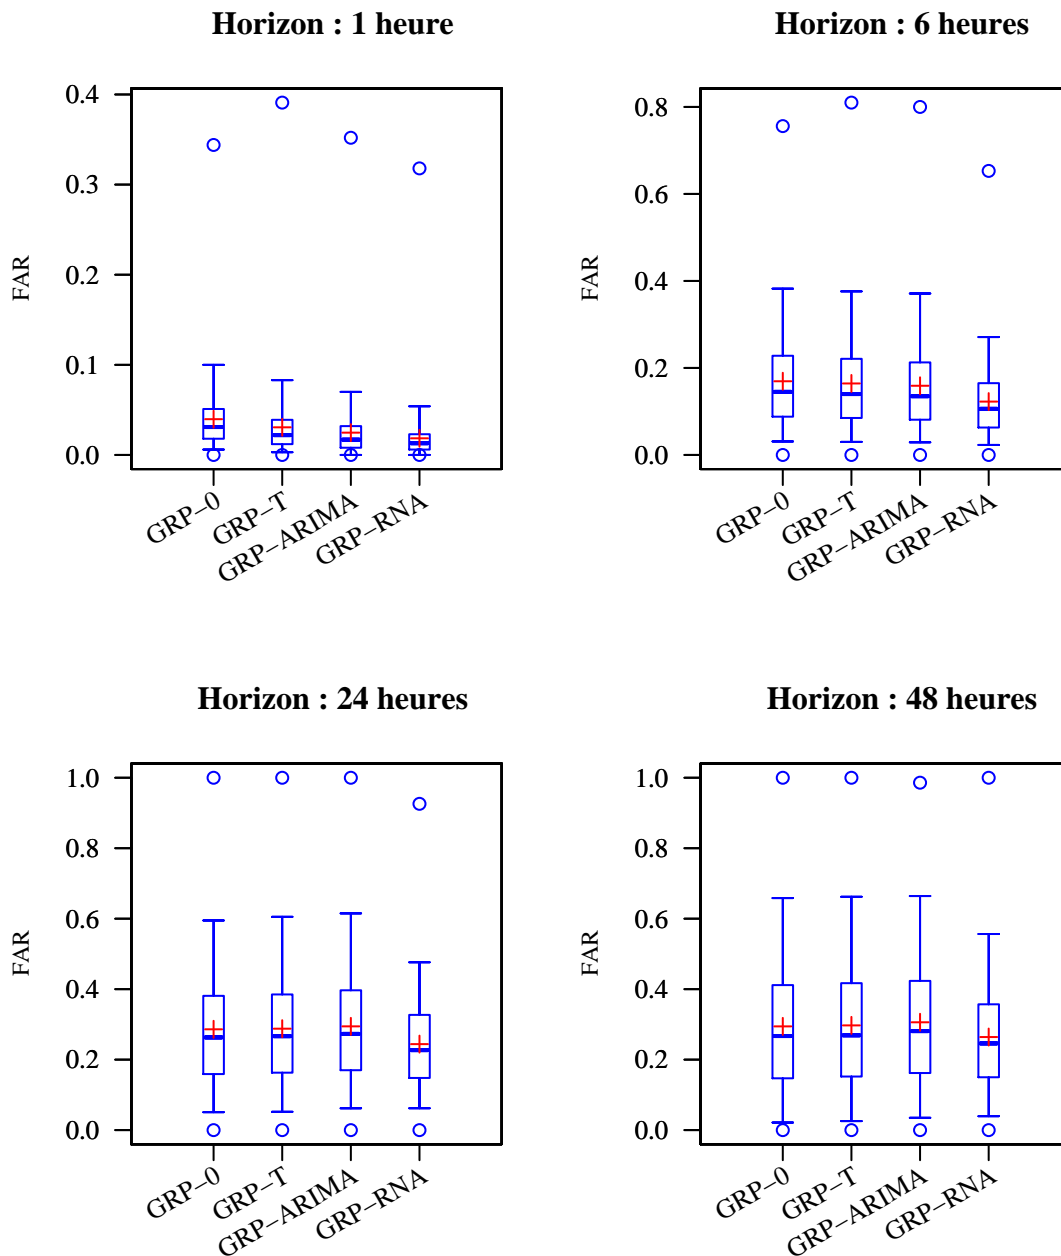 Horizon : 1 heure
FAR
0.4
0.3
0.2
0.1
0.0
GRP−0
GRP−T
GRP−ARIMA
GRP−RNA
Horizon : 6 heures
FAR
0.8
0.6
0.4
0.2
0.0
GRP−0
GRP−T
GRP−ARIMA
GRP−RNA
Horizon : 24 heures
FAR
1.0
0.8
0.6
0.4
0.2
0.0
GRP−0
GRP−T
GRP−ARIMA
GRP−RNA
Horizon : 48 heures
FAR
1.0
0.8
0.6
0.4
0.2
0.0
GRP−0
GRP−T
GRP−ARIMA
GRP−RNA